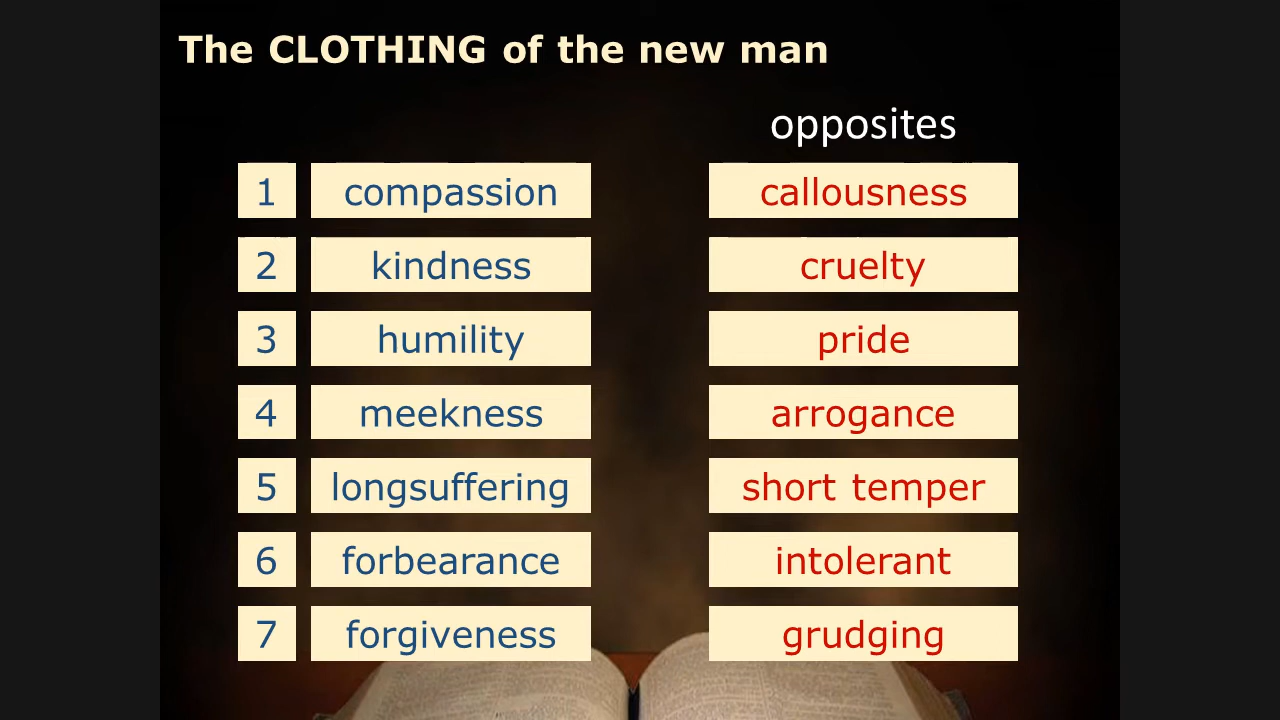 The CLOTHING of the new man
opposites
1 compassion callousness
2 kindness cruelty
3 humility pride
4 meekness arrogance
5 longsuffering short temper
6 forbearance intolerant
7 forgiveness grudging